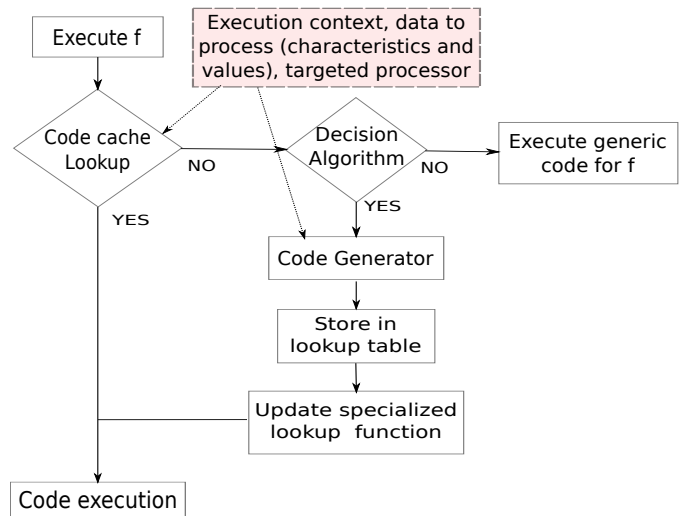 Execute f
Execution context, data to
process (characteristics and
values), targeted processor
Code cache
Lookup
NO
Decision
Algorithm
NO
Execute generic
code for f
YES
YES
Code Generator
Store in
lookup table
Update specialized
lookup function
Code execution